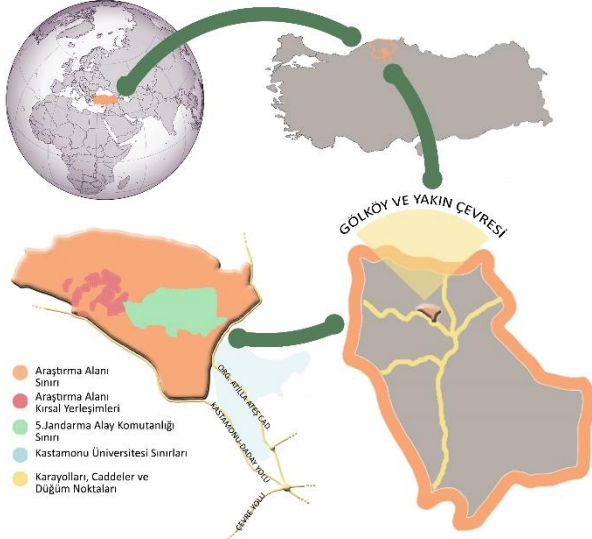 GÖLKÖY VE YAKIN ÇEVRESİ
ORG. ATİLLA ATEŞ CAD.
KASTAMONU-DADAY YOLU
ÇEVRE YOLU
Araştırma Alanı
Sınırı
Araştırma Alanı
Kırsal Yerleşimleri
5.Jandarma Alay Komutanlığı
Sınırı
Kastamonu Üniversitesi Sınırları
Karayolları, Caddeler ve
Düğüm Noktaları